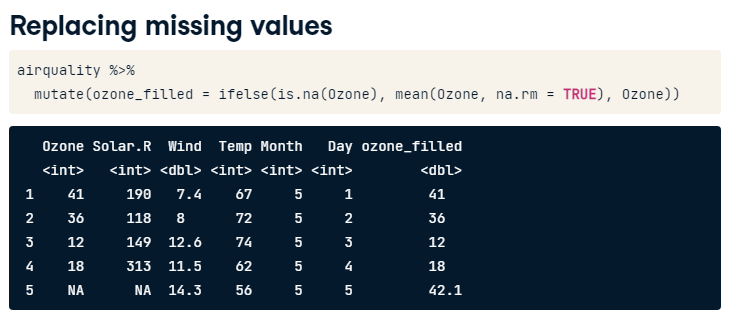 Replacing missing values
airquality %>%
mutate(ozone_filled = ifelse(is.na(Ozone), mean(Ozone, na.rm = TRUE), Ozone))
Ozone Solar.R Wind Temp Month Day ozone_filled
<int> <int> <dbl> <int> <int> <int> <dbl>
1 41 190 7.4 67 5 1 41
2 36 118 8 72 5 2 36
3 12 149 12.6 74 5 3 12
4 18 313 11.5 62 5 4 18
5 NA NA 14.3 56 5 5 42.1